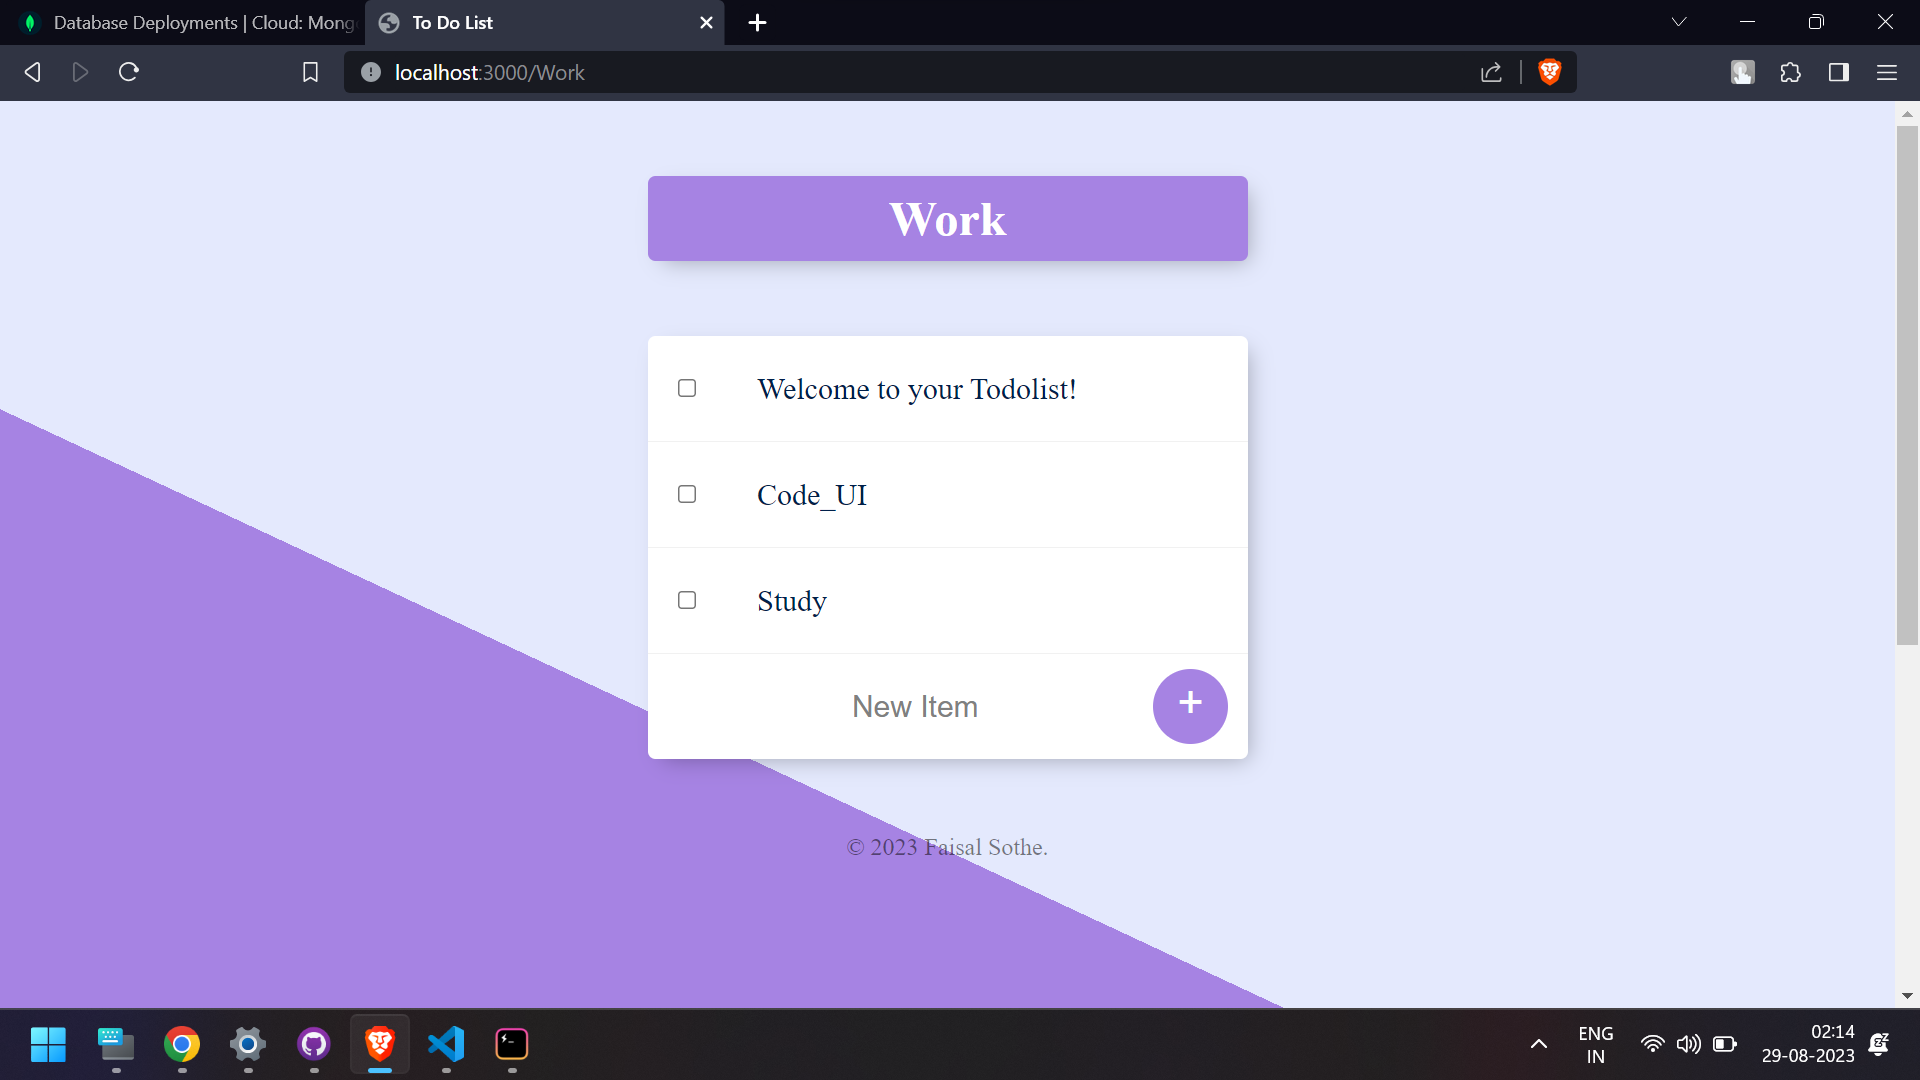 Database Deployments | Cloud: Mong
To Do List
localhost:3000/Work
Work
Welcome to your Todolist!
Code_UI
Study
New Item
+
© 2023 Faisal Sothe.
ENG
IN
02:14
29-08-2023